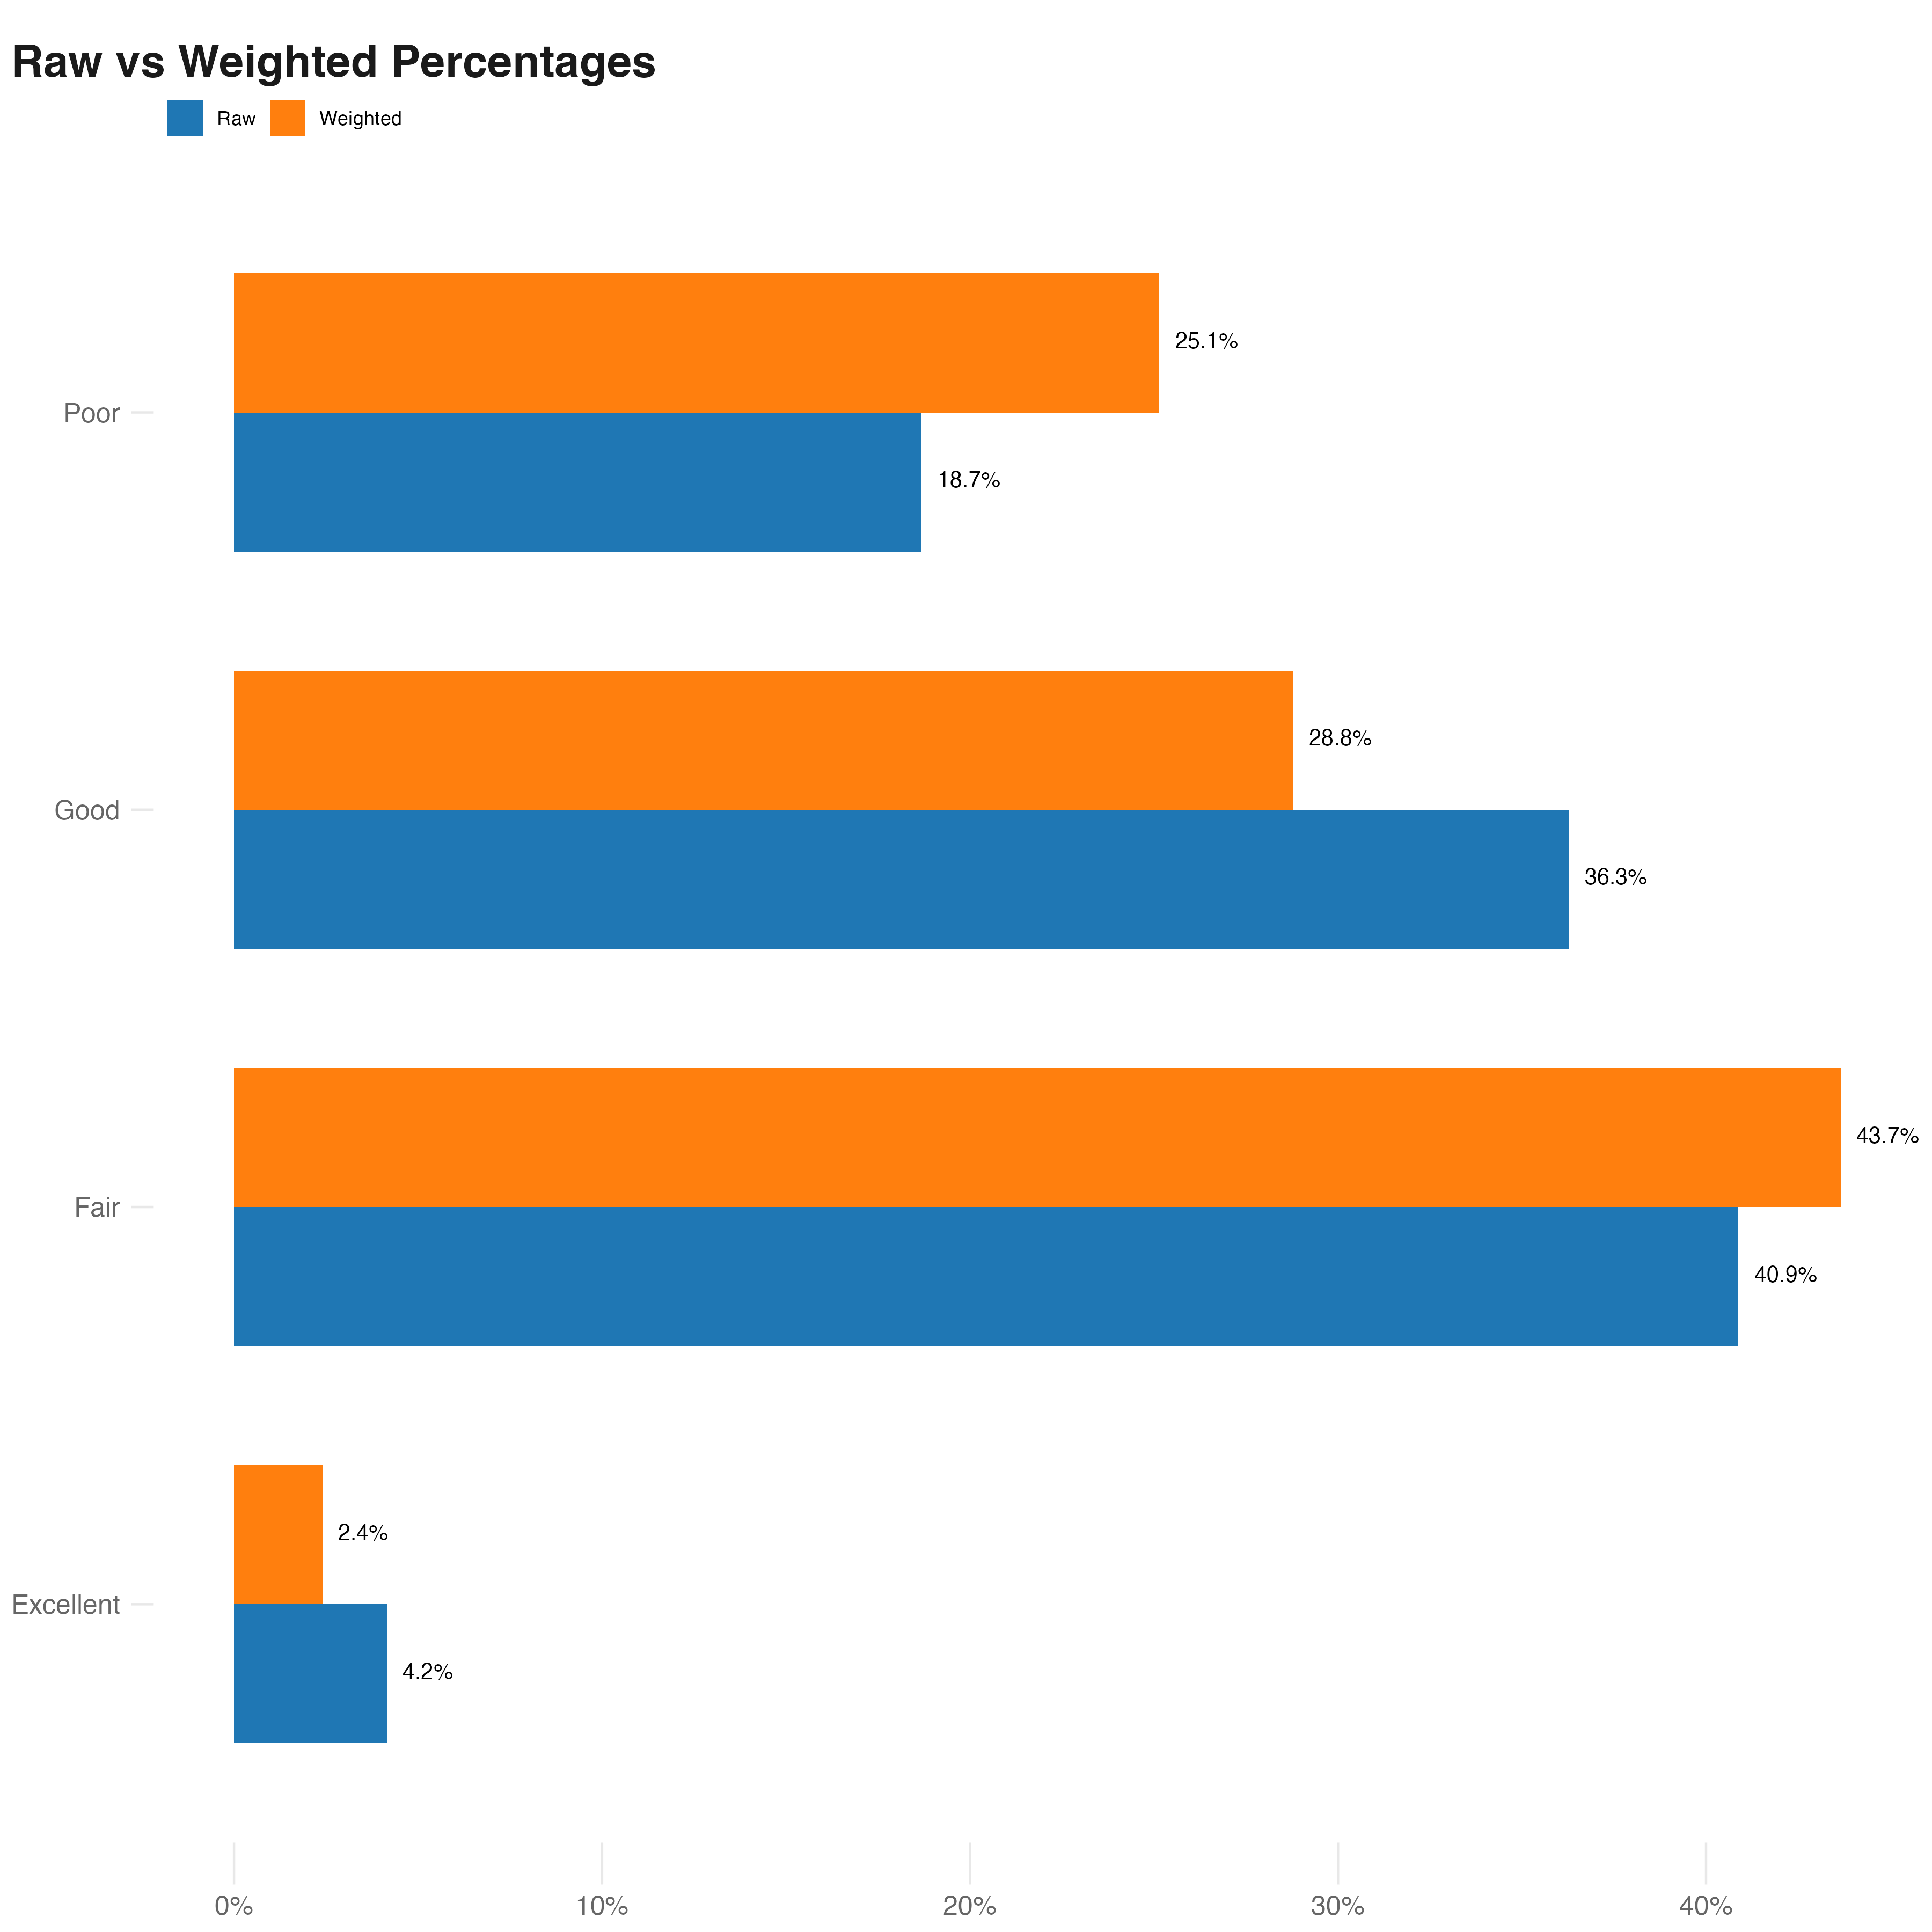 Raw vs Weighted Percentages
Raw Weighted
25.1%
Poor
18.7%
28.8%
Good
36.3%
43.7%
Fair
40.9%
2.4%
Excellent
4.2%
0% 10% 20% 30% 40%